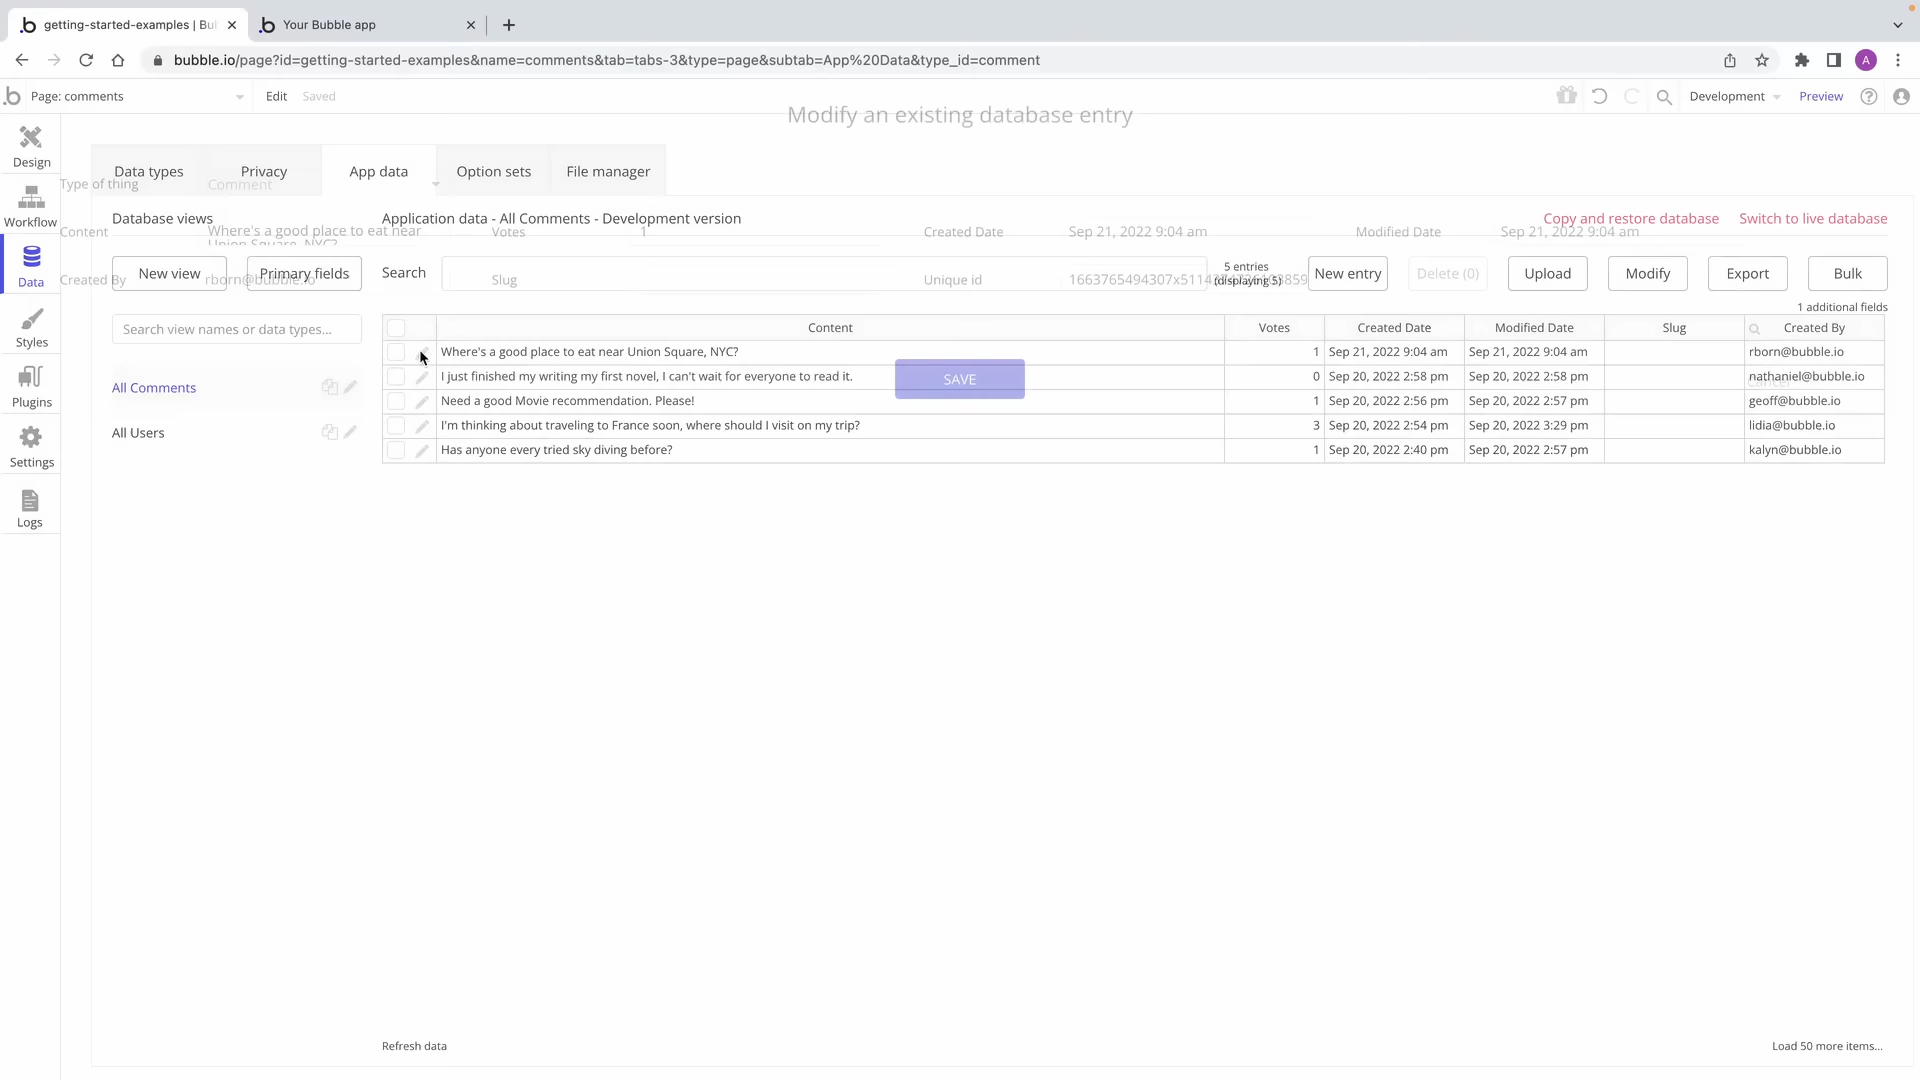 getting-started-examples | Bu
Your Bubble app
bubble.io/page?id=getting-started-examples&name=comments&tab=tabs-3&type=page&subtab=App%20Data&type_id=comment
A
Page: comments
Edit
Saved
Development
Preview
Modify an existing database entry
Design
Workflow
Data
Styles
Plugins
Settings
Logs
Data types
Privacy
App data
Option sets
File manager
Type of thing
Comment
Database views
Application data - All Comments - Development version
Copy and restore database
Switch to live database
Content
Where's a good place to eat near
Union Square, NYC?
Votes
1
Created Date
Sep 21, 2022 9:04 am
Modified Date
Sep 21, 2022 9:04 am
New view
Primary fields
Search
5 entries
(displaying 5)
New entry
Delete (0)
Upload
Modify
Export
Bulk
Created By
rborn@bubble.io
Slug
Unique id
1 additional fields
Search view names or data types...
All Comments
All Users
Content Votes Created Date Modified Date Slug Created By
Where's a good place to eat near Union Square, NYC? 1 Sep 21, 2022 9:04 am Sep 21, 2022 9:04 am rborn@bubble.io
I just finished my writing my first novel, I can't wait for everyone to read it. 0 Sep 20, 2022 2:58 pm Sep 20, 2022 2:58 pm nathaniel@bubble.io
Need a good Movie recommendation. Please! 1 Sep 20, 2022 2:56 pm Sep 20, 2022 2:57 pm geoff@bubble.io
I'm thinking about traveling to France soon, where should I visit on my trip? 3 Sep 20, 2022 2:54 pm Sep 20, 2022 3:29 pm lidia@bubble.io
Has anyone every tried sky diving before? 1 Sep 20, 2022 2:40 pm Sep 20, 2022 2:57 pm kalyn@bubble.io
SAVE
Cancel
Refresh data
Load 50 more items...